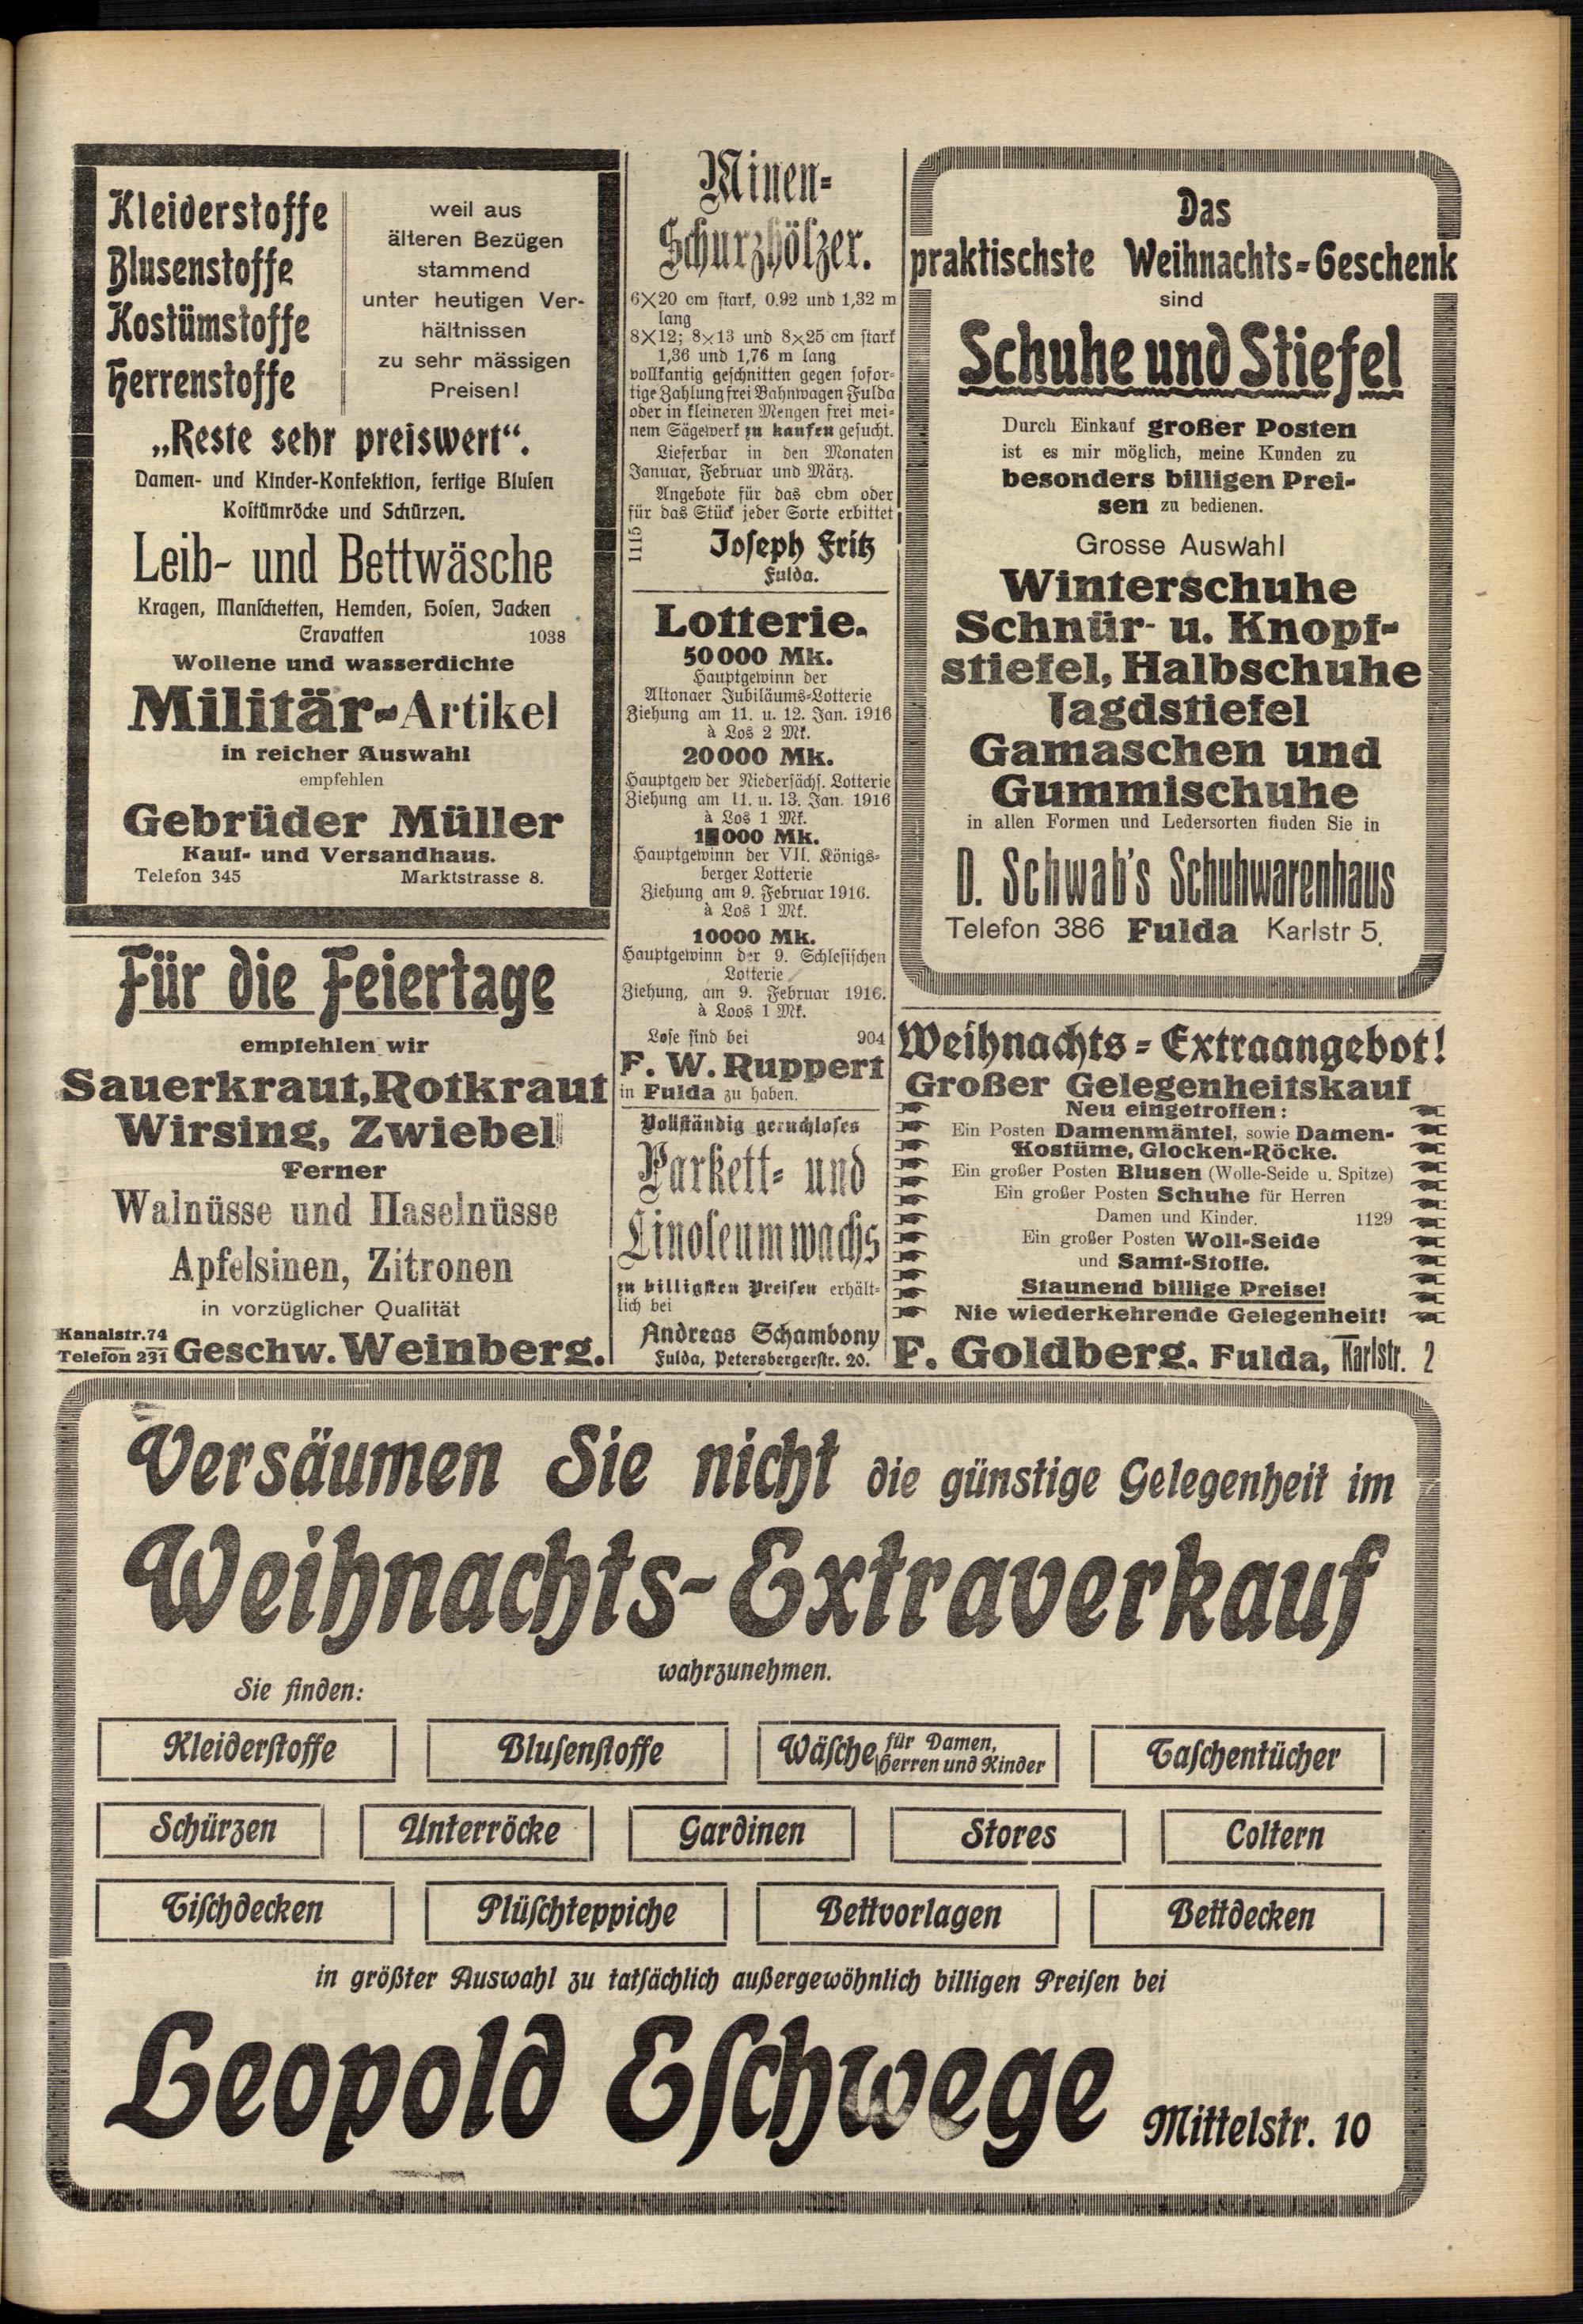 Kleiderstoffe
Blusenstoffe
Kostümstoffe
Herrenstoffe
weil aus
älteren Bezügen
stammend
unter heutigen Ver-
hältnissen
zu sehr mässigen
Preisen!
„Reste sehr preiswert“.
Damen- und Kinder-Konfektion, fertige Blusen
Kostümröcke und Schürzen.
Leib- und Bettwäsche
Kragen, Manschetten, Hemden, Hosen, Jacken
Cravatten 1038
Wollene und wasserdichte
Militär-Artikel
in reicher Auswahl
empfehlen
Gebrüder Müller
Kauf- und Versandhaus.
Telefon 345 Marktstrasse 8.
Für die Feiertage
empfehlen wir
Sauerkraut, Rotkraut
Wirsing, Zwiebel
Ferner
Walnüsse und Haselnüsse
Apfelsinen, Zitronen
in vorzüglicher Qualität
Kanalstr. 74
Telefon 231 Geschw. Weinberg.
Minen-
Schurzhölzer.
6×20 cm stark, 0.92 und 1,32 m
lang
8×12; 8×13 und 8×25 cm stark
1,36 und 1,76 m lang
vollkantig geschnitten gegen sofor-
tige Zahlung frei Bahnwagen Fulda
oder in kleineren Mengen frei mei-
nem Sägewerk zu kaufen gesucht.
Lieferbar in den Monaten
Januar, Februar und März.
Angebote für das cbm oder
für das Stück jeder Sorte erbittet
1115 Joseph Fritz
Fulda.
Lotterie.
50000 Mk.
Hauptgewinn der
Altonaer Jubiläums-Lotterie
Ziehung am 11. u. 12. Jan. 1916
à Los 2 Mk.
20000 Mk.
Hauptgew der Niedersächs. Lotterie
Ziehung am 11. u. 13. Jan. 1916
à Los 1 Mk.
000 Mk.
Hauptgewinn der VII. Königs-
berger Lotterie
Ziehung am 9. Februar 1916.
à Los 1 Mk.
10000 Mk.
Hauptgewinn der 9. Schlesischen
Lotterie
Ziehung, am 9. Februar 1916.
à Loos 1 Mk.
Lose sind bei 904
F. W. Ruppert
in Fulda zu haben.
Vollständig geruchloses
Parkett- und
Linoleumwachs
zu billigsten Preisen erhält-
lich bei
Andreas Schambony
Fulda, Petersbergerstr. 20.
Das
praktischste Weihnachts-Geschenk
sind
Schuhe und Stiefel
Durch Einkauf großer Posten
ist es mir möglich, meine Kunden zu
besonders billigen Prei-
sen zu bedienen.
Grosse Auswahl
Winterschuhe
Schnür- u. Knopf-
stiefel, Halbschuhe
Jagdstiefel
Gamaschen und
Gummischuhe
in allen Formen und Ledersorten finden Sie in
D. Schwab's Schuhwarenhaus
Telefon 386 Fulda Karlstr 5.
Weihnachts-Extraangebot!
Großer Gelegenheitskauf
Neu eingetroffen:
Ein Posten Damenmäntel, sowie Damen-
Kostüme, Glocken-Röcke.
Ein großer Posten Blusen (Wolle-Seide u. Spitze)
Ein großer Posten Schuhe für Herren
Damen und Kinder. 1129
Ein großer Posten Woll-Seide
und Samt-Stoffe.
Staunend billige Preise!
Nie wiederkehrende Gelegenheit!
F. Goldberg. Fulda, Karlstr. 2
Versäumen Sie nicht die günstige Gelegenheit im
Weihnachts-Extraverkauf
wahrzunehmen.
Sie finden:
Kleiderstoffe Blusenstoffe Wäsche für Damen, Herren und Kinder Taschentücher
Schürzen Unterröcke Gardinen Stores Coltern
Tischdecken Plüschteppiche Bettvorlagen Bettdecken
in größter Auswahl zu tatsächlich außergewöhnlich billigen Preisen bei
Leopold Eschwege Mittelstr. 10